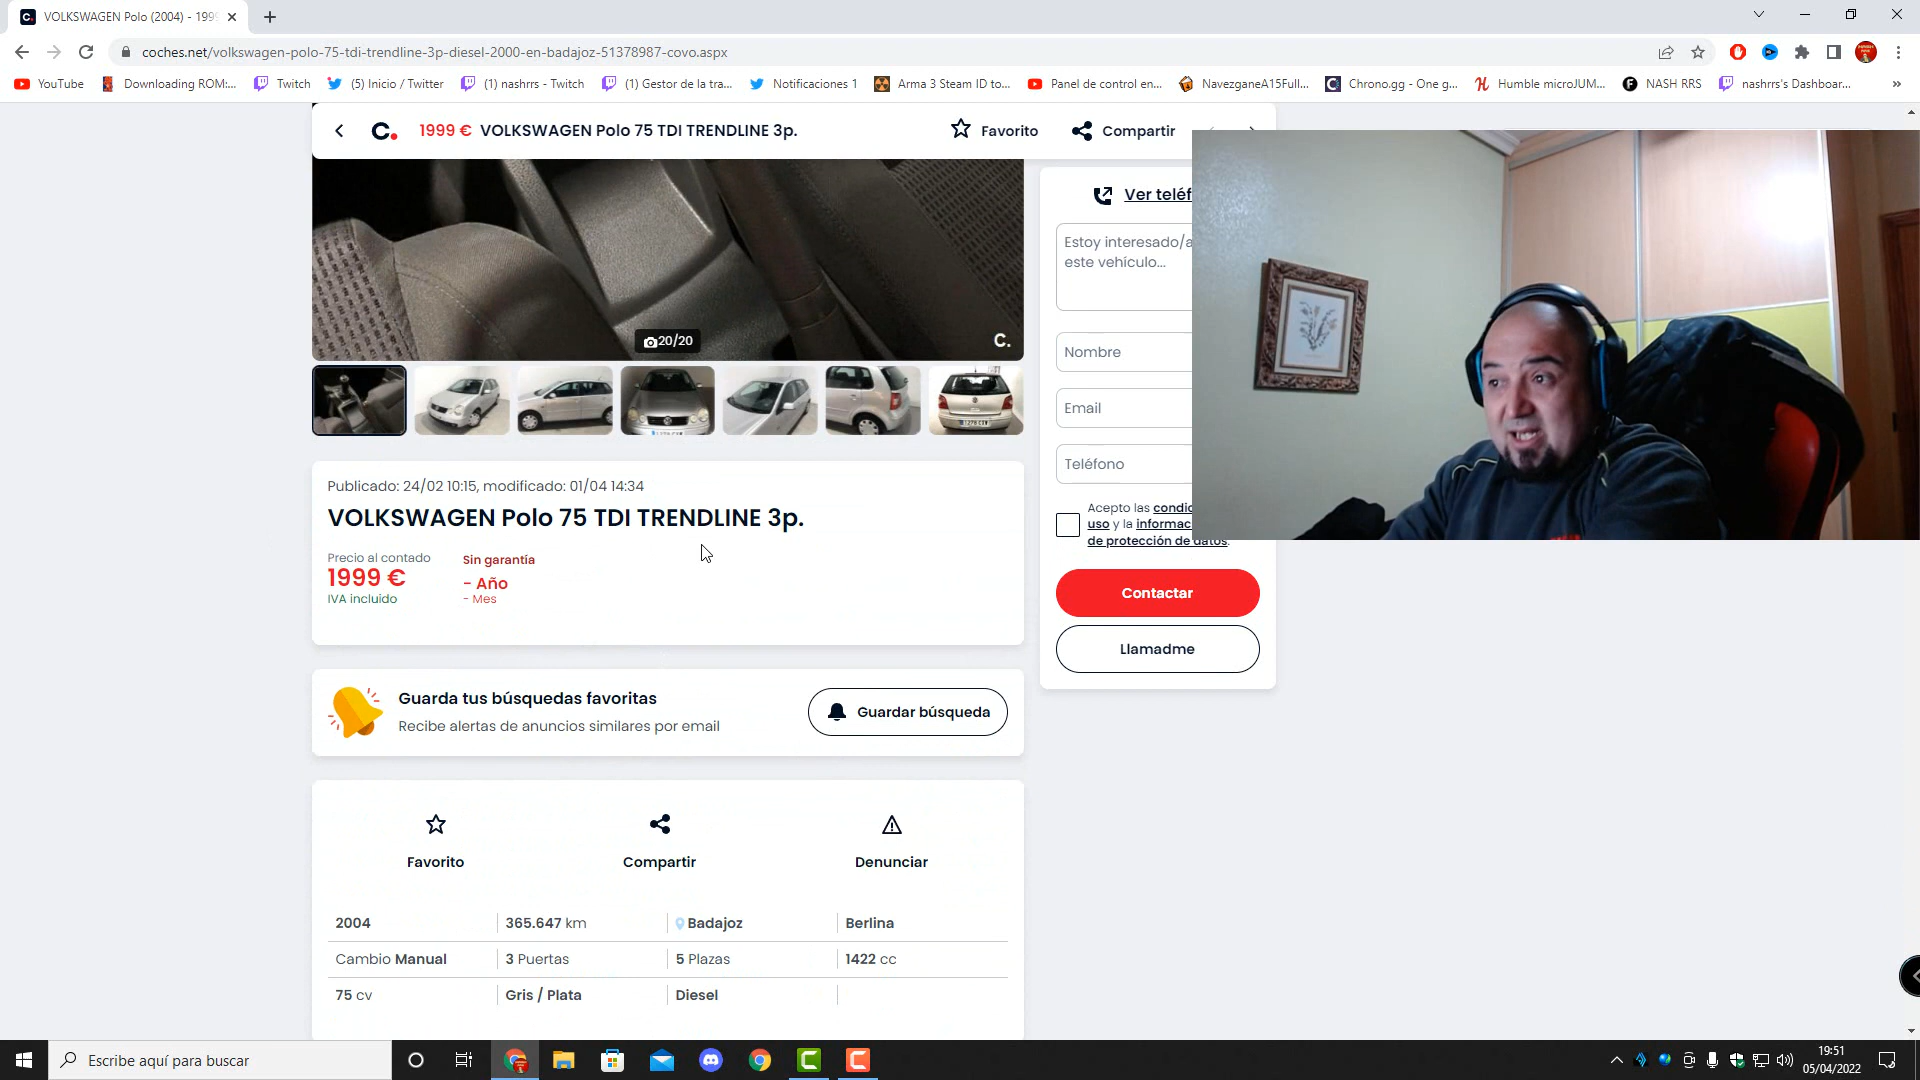 VOLKSWAGEN Polo (2004) - 1999
coches.net/volkswagen-polo-75-tdi-trendline-3p-diesel-2000-en-badajoz-51378987-covo.aspx
YouTube
Downloading ROM:...
Twitch
(5) Inicio / Twitter
(1) nashrrs - Twitch
(1) Gestor de la tra...
Notificaciones 1
Arma 3 Steam ID to...
Panel de control en...
NavezganeA15Full...
Chrono.gg - One g...
Humble microJUM...
NASH RRS
nashrrs's Dashboar...
»
C. 1999 € VOLKSWAGEN Polo 75 TDI TRENDLINE 3p.
Favorito
Compartir
20/20
C.
Publicado: 24/02 10:15, modificado: 01/04 14:34
VOLKSWAGEN Polo 75 TDI TRENDLINE 3p.
Precio al contado
1999 €
IVA incluido
Sin garantía
- Año
- Mes
Guarda tus búsquedas favoritas
Recibe alertas de anuncios similares por email
Guardar búsqueda
Favorito
Compartir
Denunciar
2004
365.647 km
Badajoz
Berlina
Cambio Manual
3 Puertas
5 Plazas
1422 cc
75 cv
Gris / Plata
Diesel
Ver teléf
Estoy interesado/a
este vehículo...
Nombre
Email
Teléfono
Acepto las condic
uso y la informac
de protección de datos.
Contactar
Llamadme
Escribe aquí para buscar
19:51
05/04/2022